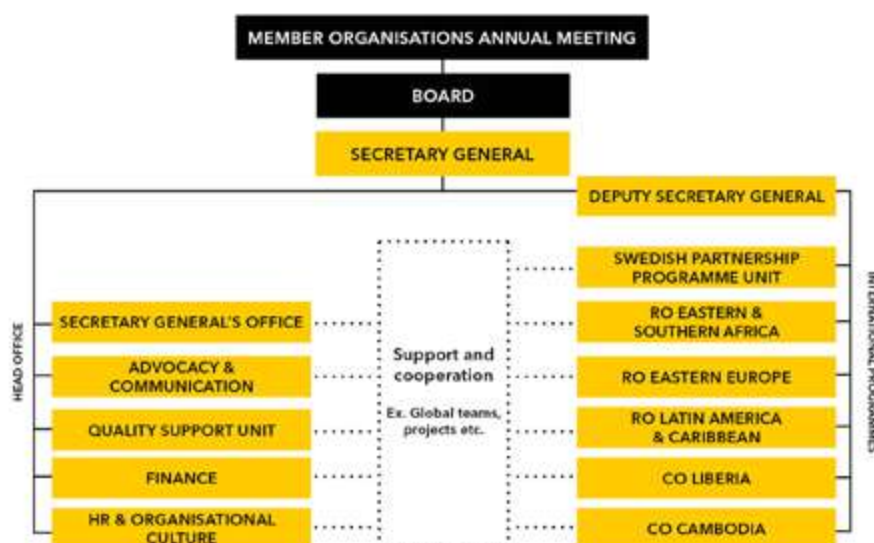 MEMBER ORGANISATIONS ANNUAL MEETING
BOARD
SECRETARY GENERAL
DEPUTY SECRETARY GENERAL
HEAD OFFICE
SECRETARY GENERAL'S OFFICE
ADVOCACY &
COMMUNICATION
QUALITY SUPPORT UNIT
FINANCE
HR & ORGANISATIONAL
CULTURE
Support and
cooperation
Ex. Global teams,
projects etc.
SWEDISH PARTNERSHIP
PROGRAMME UNIT
RO EASTERN &
SOUTHERN AFRICA
RO EASTERN EUROPE
RO LATIN AMERICA
& CARIBBEAN
CO LIBERIA
CO CAMBODIA
INTERNATIONAL PROGRAMMES